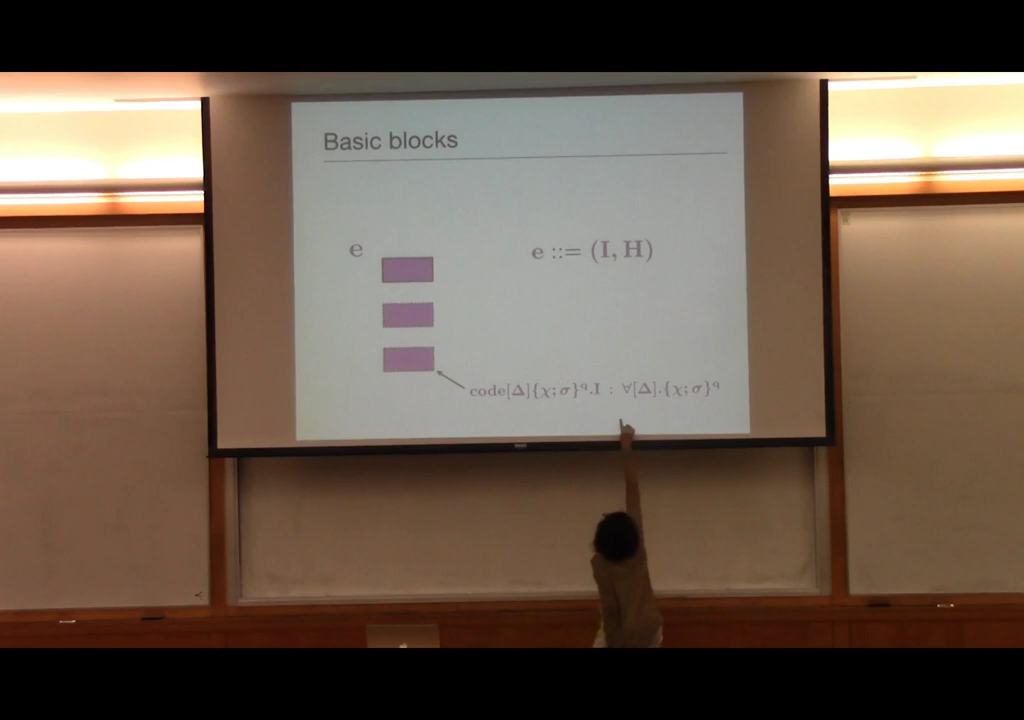 Basic blocks
e
e ::= (I, H)
code[Δ]{χ; σ}^q.I : ∀[Δ].{χ; σ}^q